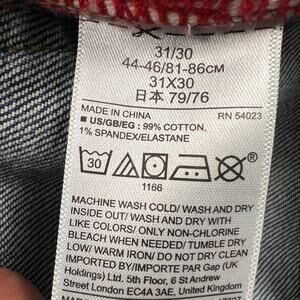 31/30
44-46/81-86CM
31X30
日本 79/76
MADE IN CHINA RN 54023
■ US/GB/EG : 99% COTTON.
1% SPANDEX/ELASTANE
30
1166
MACHINE WASH COLD/ WASH AND DRY
INSIDE OUT/ WASH AND DRY WITH
LIKE COLORS/ ONLY NON-CHLORINE
BLEACH WHEN NEEDED/ TUMBLE DRY
LOW/ WARM IRON/ DO NOT DRY CLEAN
IMPORTED BY/IMPORTE PAR Gap (UK
Holdings) Ltd. 5th Floor, 6 St Andrew
Street London EC4A 3AE, United Kingdom